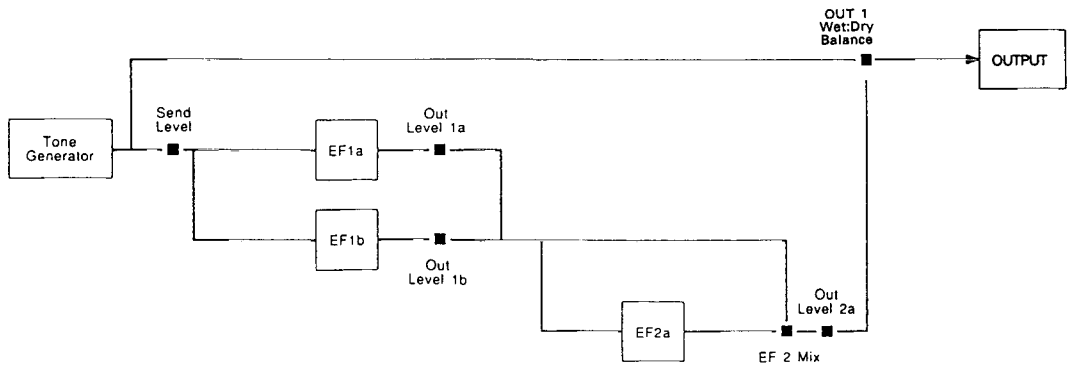 OUT 1
Wet:Dry
Balance
OUTPUT
Send
Level
Out
Level 1a
Tone
Generator
EF1a
EF1b
Out
Level 1b
Out
Level 2a
EF2a
EF 2 Mix